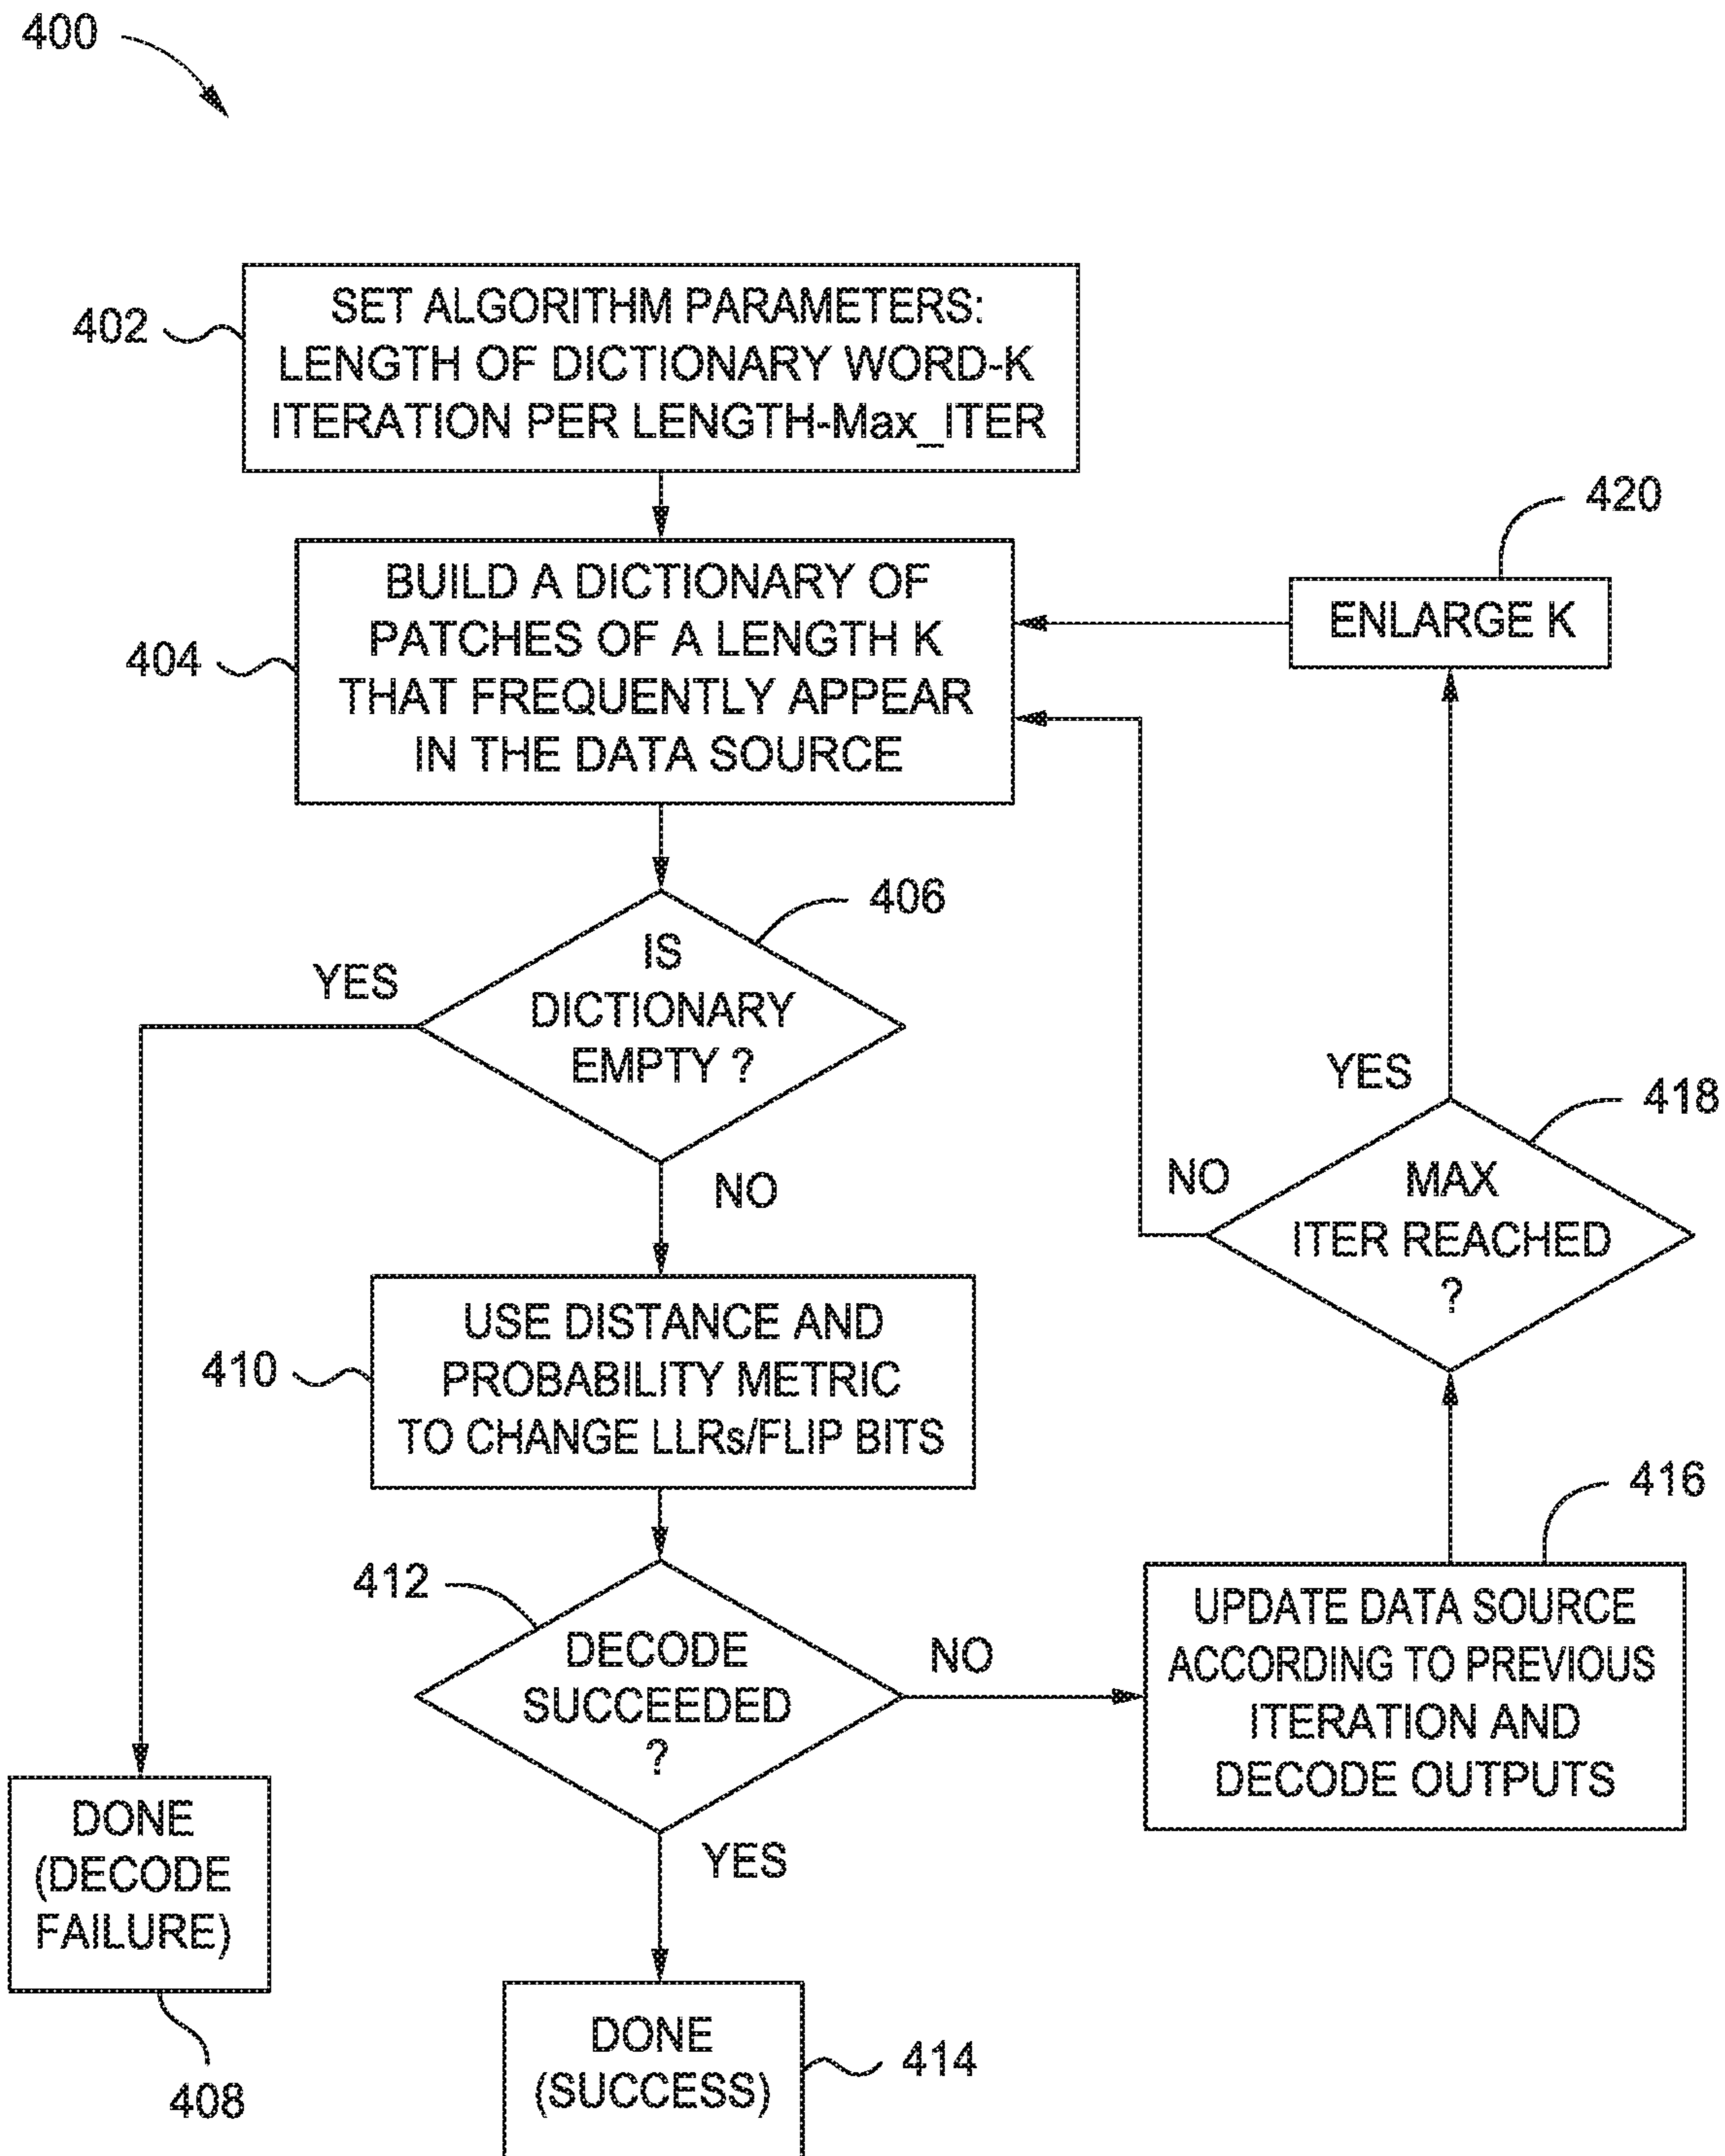 400
402
SET ALGORITHM PARAMETERS:
LENGTH OF DICTIONARY WORD-K
ITERATION PER LENGTH-Max_ITER
420
ENLARGE K
404
BUILD A DICTIONARY OF
PATCHES OF A LENGTH K
THAT FREQUENTLY APPEAR
IN THE DATA SOURCE
406
IS
DICTIONARY
EMPTY ?
YES
NO
YES
418
NO
MAX
ITER REACHED
?
410
USE DISTANCE AND
PROBABILITY METRIC
TO CHANGE LLRs/FLIP BITS
416
412
DECODE
SUCCEEDED
?
NO
UPDATE DATA SOURCE
ACCORDING TO PREVIOUS
ITERATION AND
DECODE OUTPUTS
YES
DONE
(DECODE
FAILURE)
408
DONE
(SUCCESS)
414